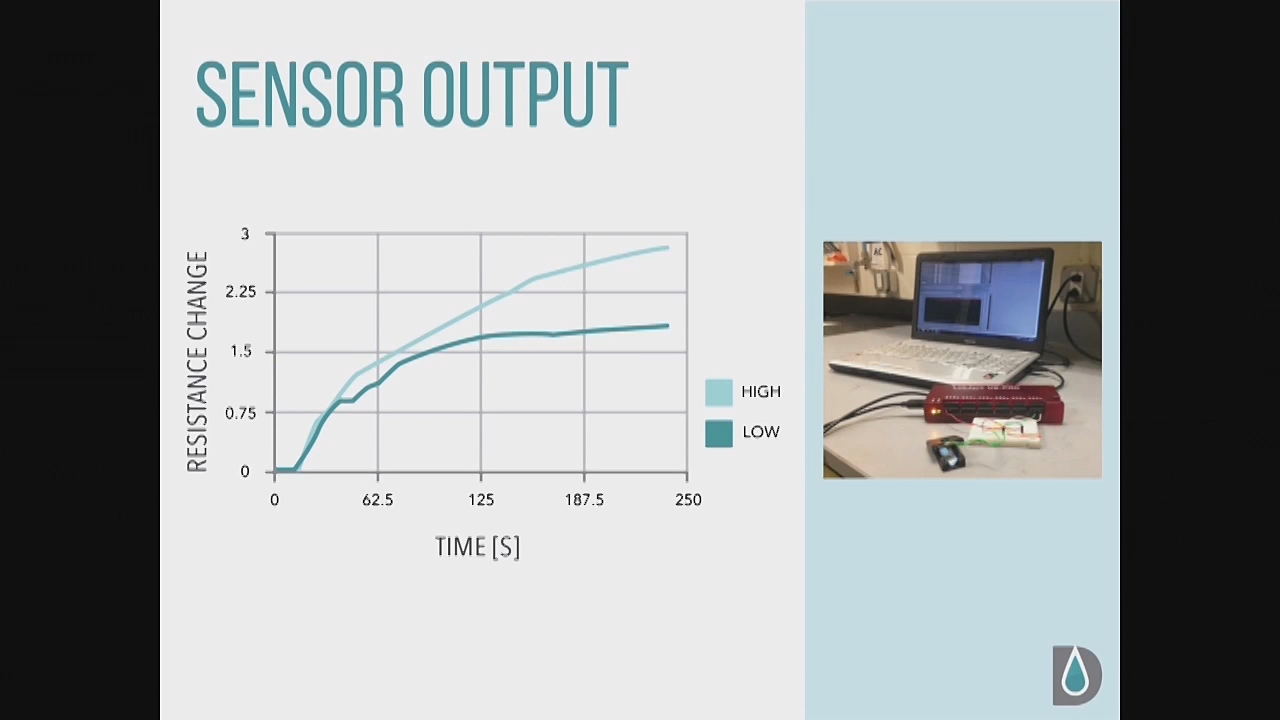 SENSOR OUTPUT
RESISTANCE CHANGE
3
2.25
1.5
0.75
0
0
62.5
125
187.5
250
TIME [S]
HIGH
LOW
AC
D